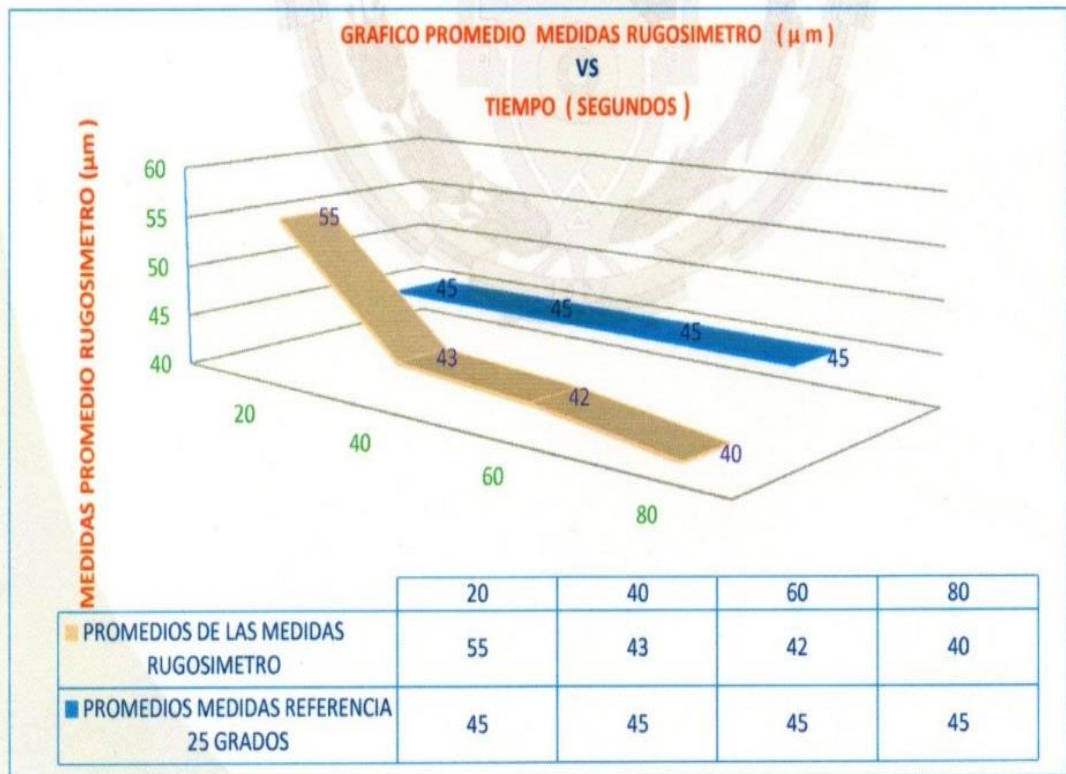 GRAFICO PROMEDIO MEDIDAS RUGOSIMETRO ( µ m )
VS
TIEMPO ( SEGUNDOS )
MEDIDAS PROMEDIO RUGOSIMETRO (µm )
60
55
50
45
40
55
43
42
40
45
45
45
45
20
40
60
80
20 40 60 80
PROMEDIOS DE LAS MEDIDAS
RUGOSIMETRO
55 43 42 40
PROMEDIOS MEDIDAS REFERENCIA
25 GRADOS
45 45 45 45